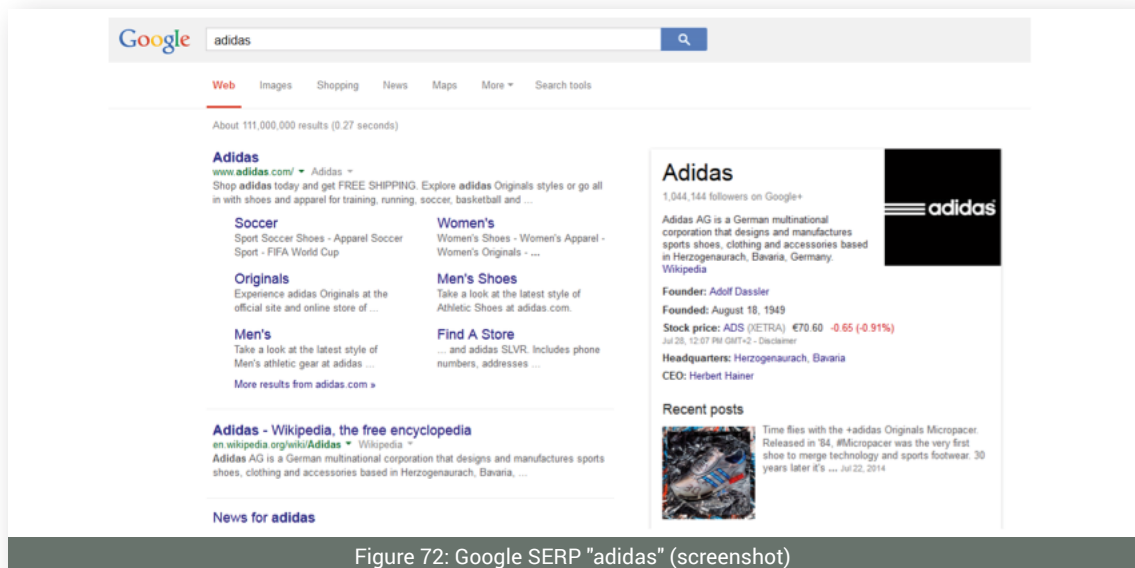 Google
adidas
Web Images Shopping News Maps More Search tools
About 111,000,000 results (0.27 seconds)
Adidas
www.adidas.com/ Adidas
Shop adidas today and get FREE SHIPPING. Explore adidas Originals styles or go all
in with shoes and apparel for training, running, soccer, basketball and ...
Soccer
Sport Soccer Shoes - Apparel Soccer
Sport - FIFA World Cup
Women's
Women's Shoes - Women's Apparel -
Women's Originals - ...
Originals
Experience adidas Originals at the
official site and online store of ...
Men's Shoes
Take a look at the latest style of
Athletic Shoes at adidas.com.
Men's
Take a look at the latest style of
Men's athletic gear at adidas ...
Find A Store
... and adidas SLVR. Includes phone
numbers, addresses ...
More results from adidas.com »
Adidas - Wikipedia, the free encyclopedia
en.wikipedia.org/wiki/Adidas Wikipedia
Adidas AG is a German multinational corporation that designs and manufactures sports
shoes, clothing and accessories based in Herzogenaurach, Bavaria, ...
News for adidas
Adidas
1,044,144 followers on Google+
adidas
Adidas AG is a German multinational
corporation that designs and manufactures
sports shoes, clothing and accessories based
in Herzogenaurach, Bavaria, Germany.
Wikipedia
Founder: Adolf Dassler
Founded: August 18, 1949
Stock price: ADS (XETRA) €70.60 -0.65 (-0.91%)
Jul 28, 12:07 PM GMT+2 - Disclaimer
Headquarters: Herzogenaurach, Bavaria
CEO: Herbert Hainer
Recent posts
Time flies with the +adidas Originals Micropacer.
Released in '84, #Micropacer was the very first
shoe to merge technology and sports footwear. 30
years later it's ... Jul 22, 2014
Figure 72: Google SERP "adidas" (screenshot)